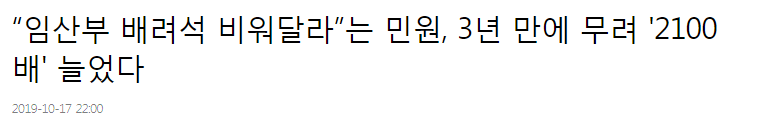 “임산부 배려석 비워달라”는 민원, 3년 만에 무려 '2100
배' 늘었다
2019-10-17 22:00